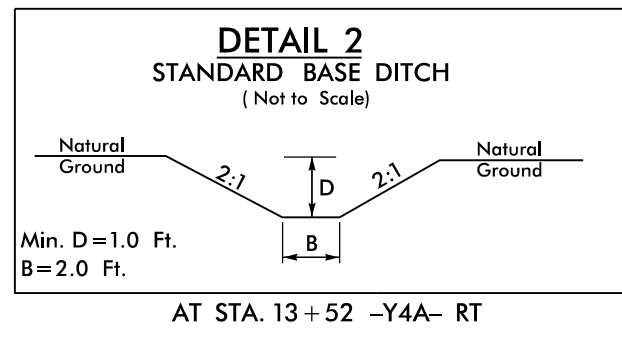 DETAIL 2
STANDARD BASE DITCH
( Not to Scale)
Natural
Ground
2:1
D
2:1
Natural
Ground
B
Min. D=1.0 Ft.
B=2.0 Ft.
AT STA. 13+52 –Y4A– RT